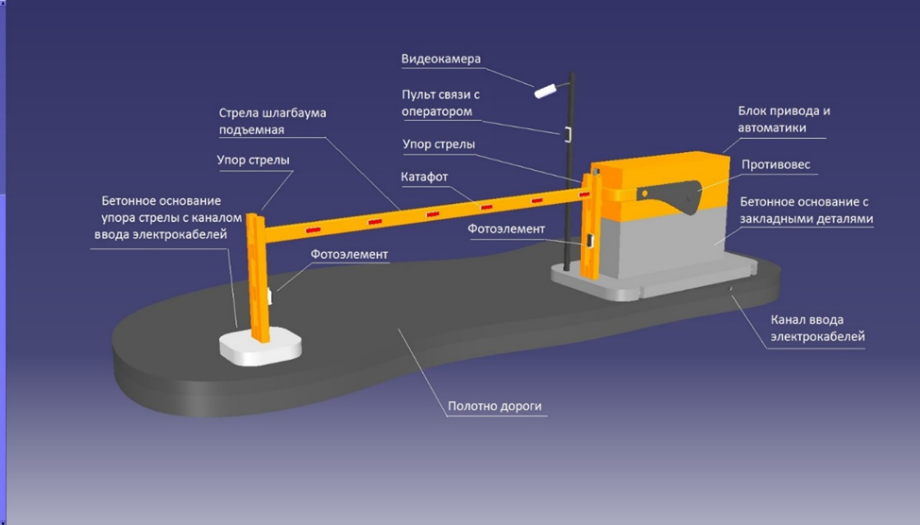 Видеокамера
Пульт связи с
оператором
Стрела шлагбаума
подъемная
Блок привода и
автоматики
Упор стрелы
Упор стрелы
Противовес
Катафот
Бетонное основание
упора стрелы с каналом
ввода электрокабелей
Бетонное основание с
закладными деталями
Фотоэлемент
Фотоэлемент
Канал ввода
электрокабелей
Полотно дороги